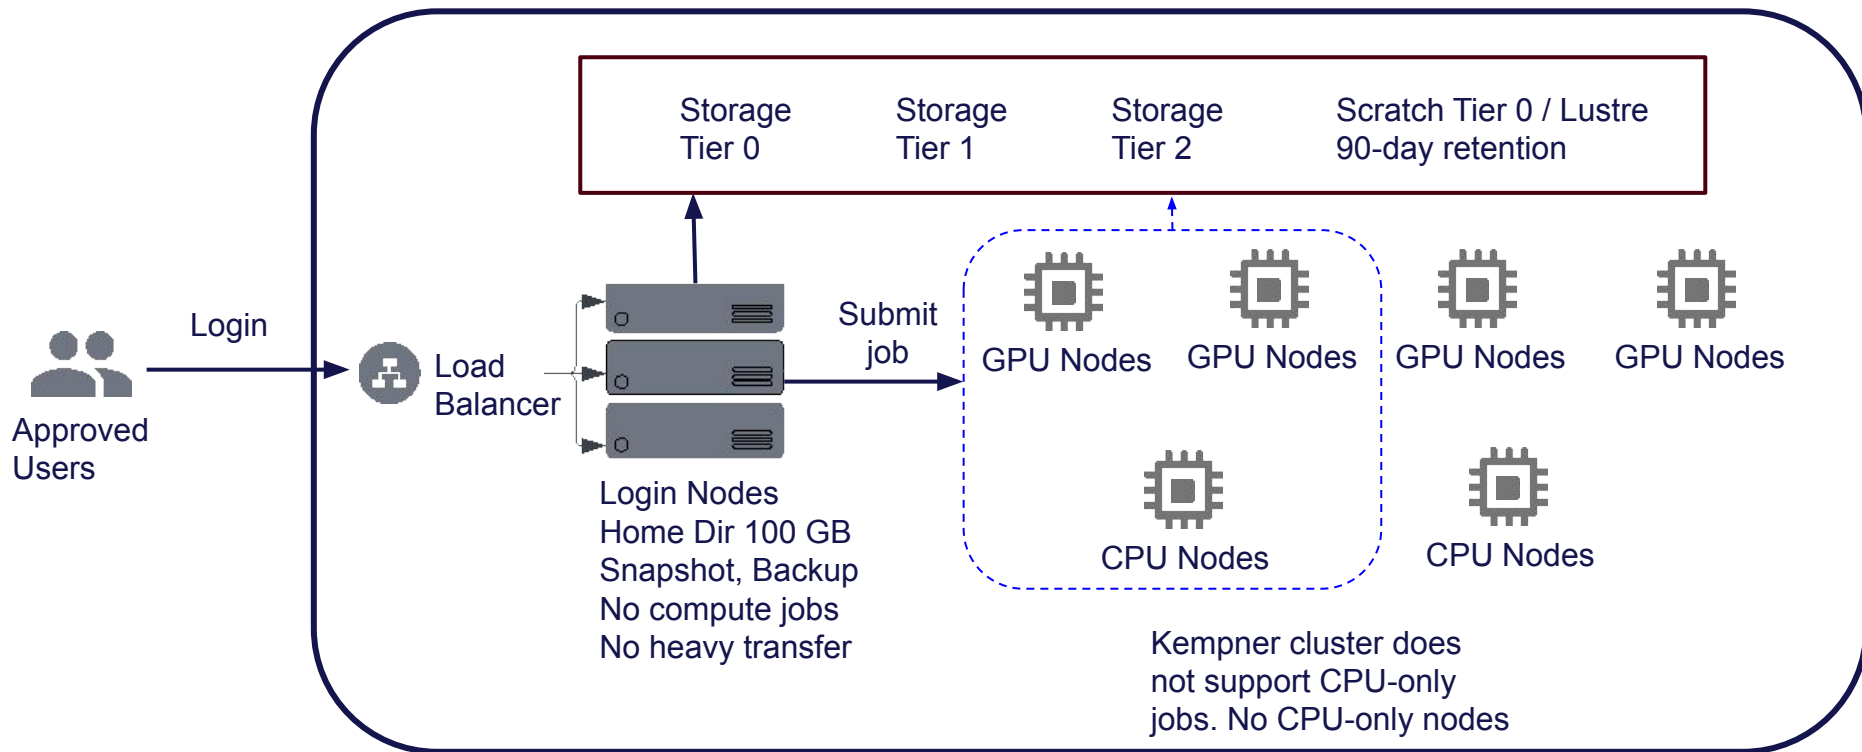 Storage
Tier 0
Storage
Tier 1
Storage
Tier 2
Scratch Tier 0 / Lustre
90-day retention
Login
Approved
Users
Load
Balancer
Submit
job
GPU Nodes
GPU Nodes
GPU Nodes
GPU Nodes
CPU Nodes
CPU Nodes
Login Nodes
Home Dir 100 GB
Snapshot, Backup
No compute jobs
No heavy transfer
Kempner cluster does
not support CPU-only
jobs. No CPU-only nodes